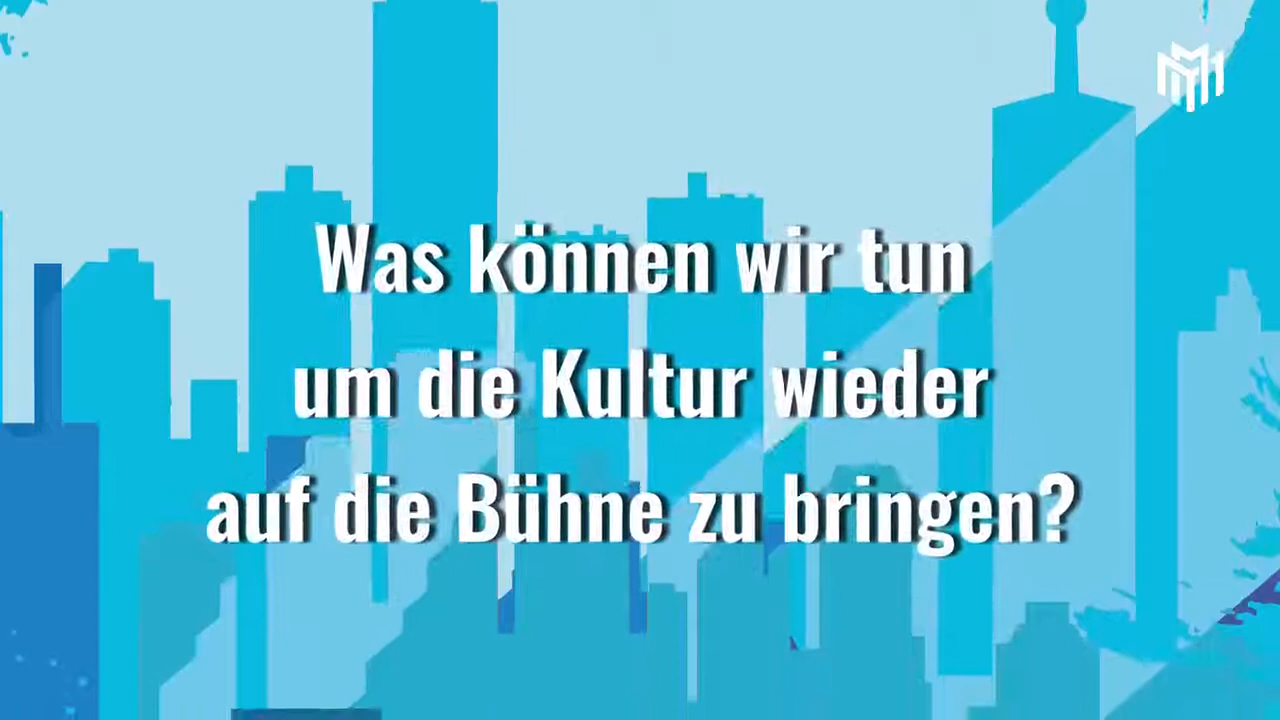 Was können wir tun
um die Kultur wieder
auf die Bühne zu bringen?